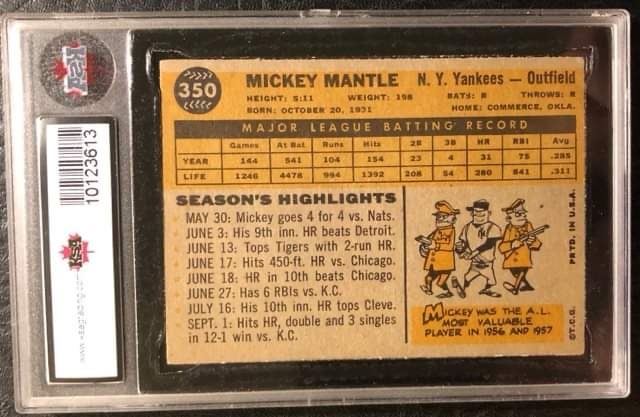 KSA
10123613
KSA
www.ksagrading.com
350
MICKEY MANTLE N. Y. Yankees — Outfield
HEIGHT: 5:11 WEIGHT: 198 BATS: R THROWS: R
BORN: OCTOBER 20, 1931 HOME: COMMERCE, OKLA.
MAJOR LEAGUE BATTING RECORD
Games At Bat Runs Hits 2B 3B HR RBI Avg
YEAR 144 541 104 154 23 4 31 75 .285
LIFE 1246 4478 994 1392 208 54 280 841 .311
SEASON'S HIGHLIGHTS
MAY 30: Mickey goes 4 for 4 vs. Nats.
JUNE 3: His 9th inn. HR beats Detroit.
JUNE 13: Tops Tigers with 2-run HR.
JUNE 17: Hits 450-ft. HR vs. Chicago.
JUNE 18: HR in 10th beats Chicago.
JUNE 27: Has 6 RBIs vs. K.C.
JULY 16: His 10th inn. HR tops Cleve.
SEPT. 1: Hits HR, double and 3 singles
in 12-1 win vs. K.C.
MICKEY WAS THE A.L.
MOST VALUABLE
PLAYER IN 1956 AND 1957
©T.C.G. PRTD. IN U.S.A.